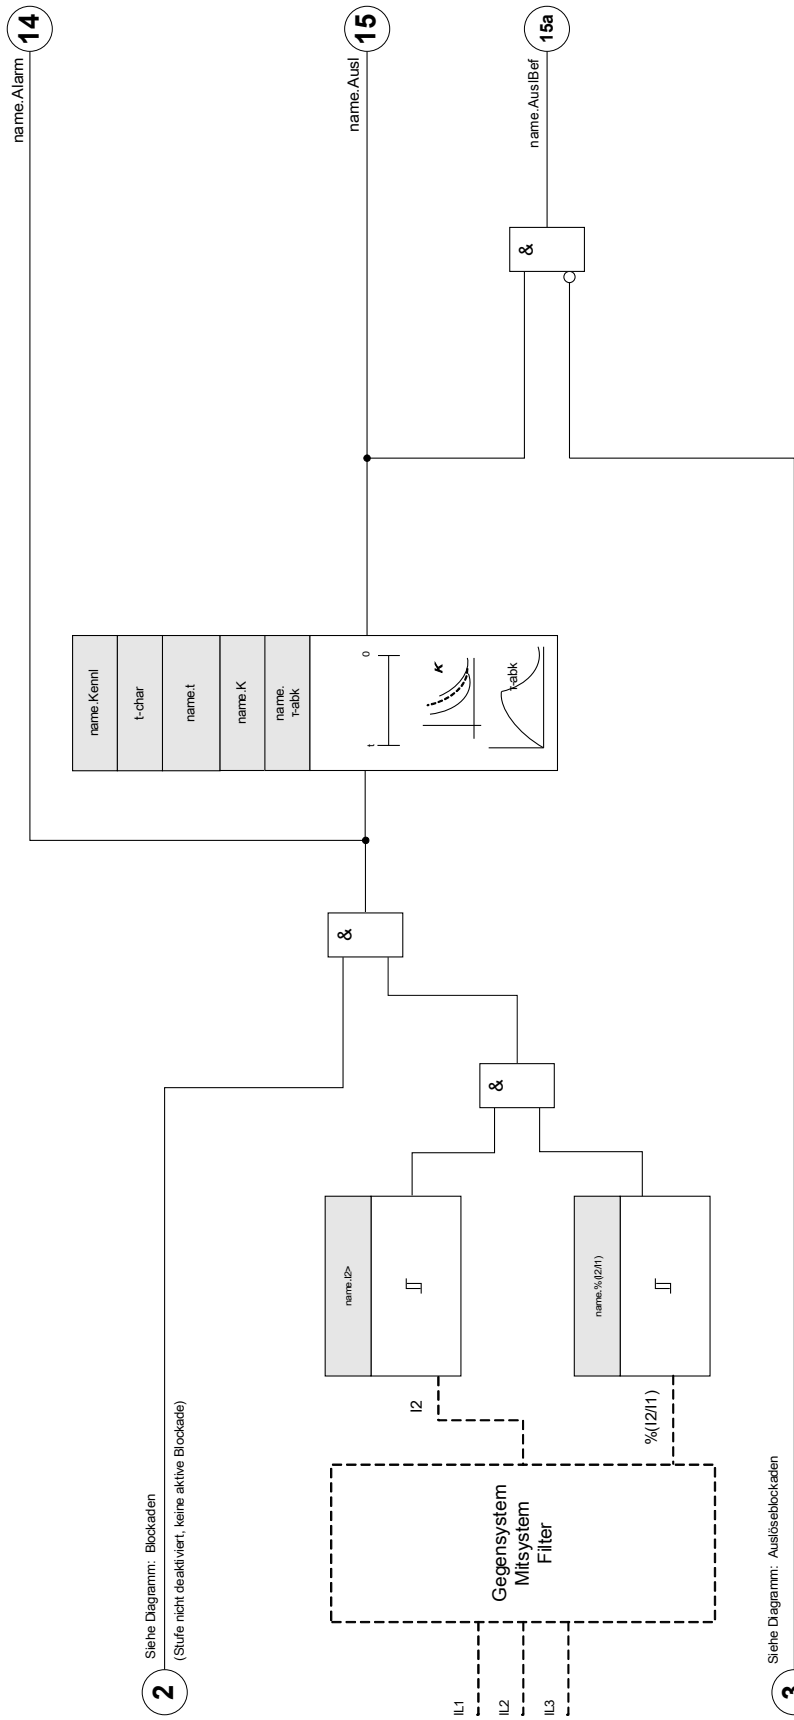 2
Siehe Diagramm: Blockaden
(Stufe nicht deaktiviert, keine aktive Blockade)
IL1
IL2
IL3
Gegensystem
Mitsystem
Filter
I2
%(I2/I1)
name.I2>
name.%(I2/I1)
&
&
name.Kennl
t-char
name.t
name.K
name.
τ-abk
t
0
K
τ-abk
&
name.Alarm
14
name.Ausl
15
name.AuslBef
15a
3
Siehe Diagramm: Auslöseblockaden